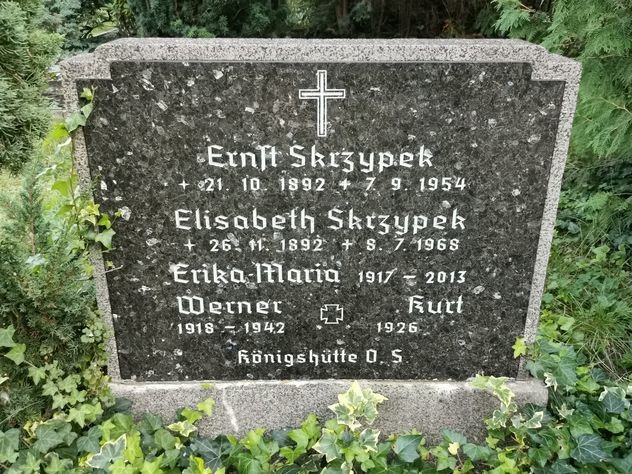 Ernst Skrzypek
+ 21. 10. 1892 + 7. 9. 1954
Elisabeth Skrzypek
+ 26. 11. 1892 + 8. 7. 1968
Erika-Maria 1917 – 2013
Werner Kurt
1918 – 1942 1926
Königshütte O. S.